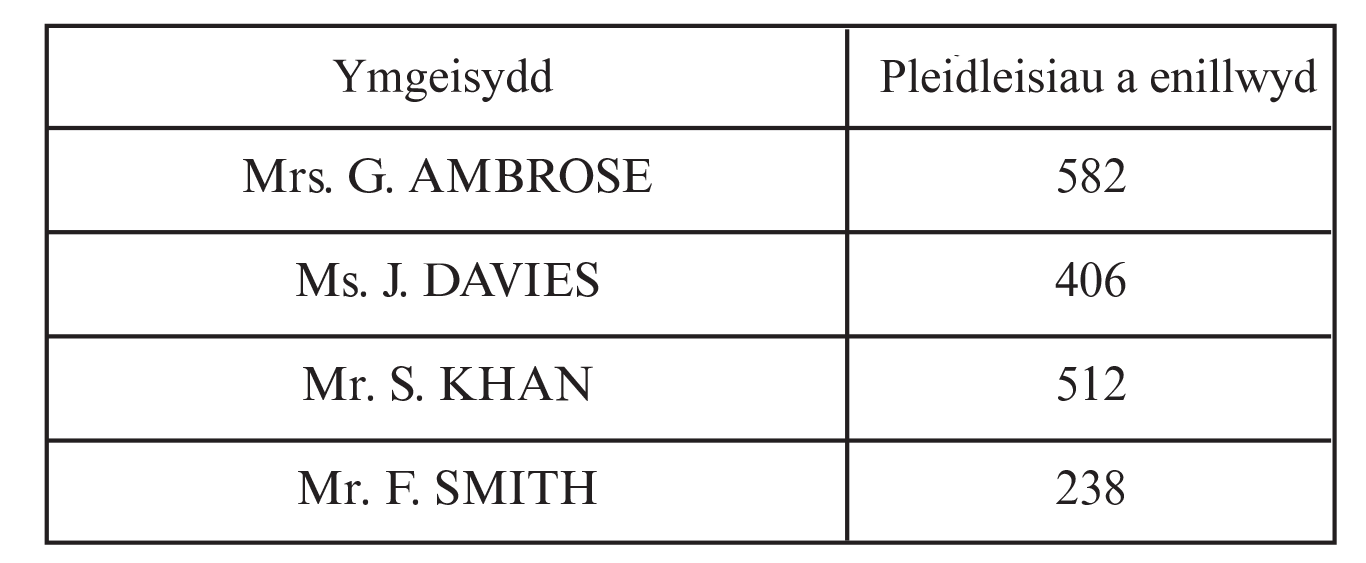 Ymgeisydd Pleidleisiau a enillwyd
Mrs. G. AMBROSE 582
Ms. J. DAVIES 406
Mr. S. KHAN 512
Mr. F. SMITH 238